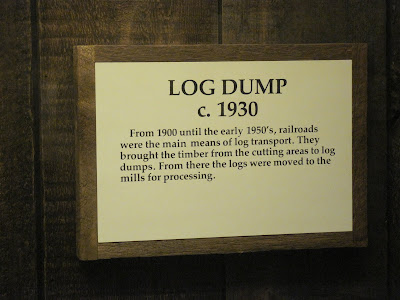 LOG DUMP
c. 1930
From 1900 until the early 1950's, railroads
were the main means of log transport. They
brought the timber from the cutting areas to log
dumps. From there the logs were moved to the
mills for processing.